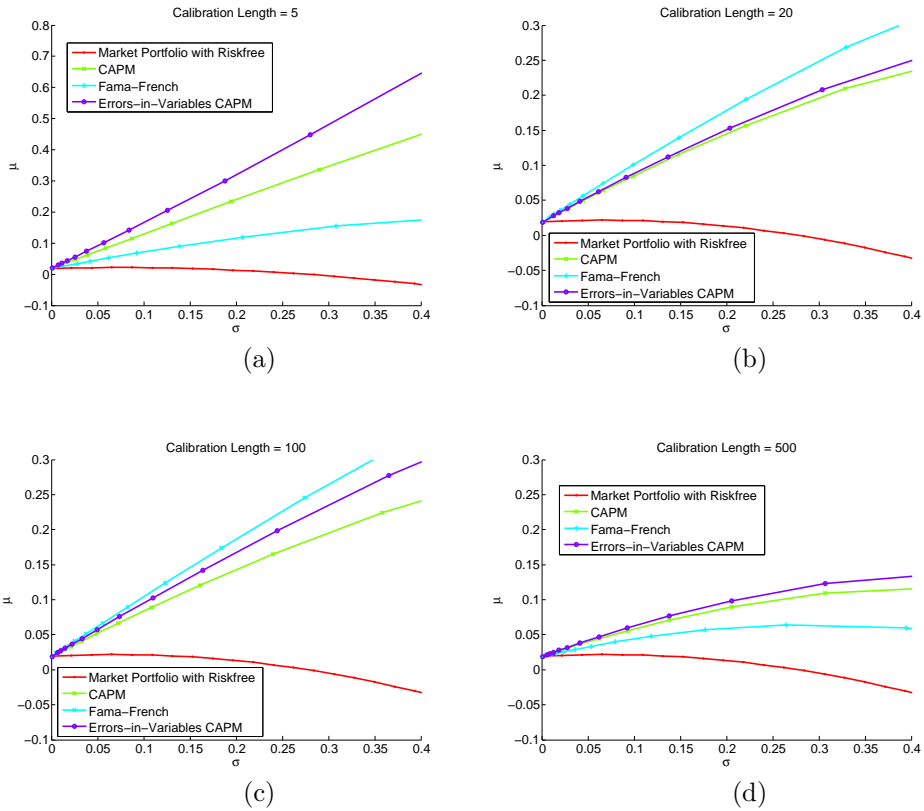 Calibration Length = 5
0.8
0.7
0.6
0.5
0.4
0.3
0.2
0.1
0
−0.1
μ
Market Portfolio with Riskfree
CAPM
Fama−French
Errors−in−Variables CAPM
0 0.05 0.1 0.15 0.2 0.25 0.3 0.35 0.4
σ
(a)
Calibration Length = 20
0.3
0.25
0.2
0.15
0.1
0.05
0
−0.05
−0.1
μ
Market Portfolio with Riskfree
CAPM
Fama−French
Errors−in−Variables CAPM
0 0.05 0.1 0.15 0.2 0.25 0.3 0.35 0.4
σ
(b)
Calibration Length = 100
0.3
0.25
0.2
0.15
0.1
0.05
0
−0.05
−0.1
μ
Market Portfolio with Riskfree
CAPM
Fama−French
Errors−in−Variables CAPM
0 0.05 0.1 0.15 0.2 0.25 0.3 0.35 0.4
σ
(c)
Calibration Length = 500
0.3
0.25
0.2
0.15
0.1
0.05
0
−0.05
−0.1
μ
Market Portfolio with Riskfree
CAPM
Fama−French
Errors−in−Variables CAPM
0 0.05 0.1 0.15 0.2 0.25 0.3 0.35 0.4
σ
(d)